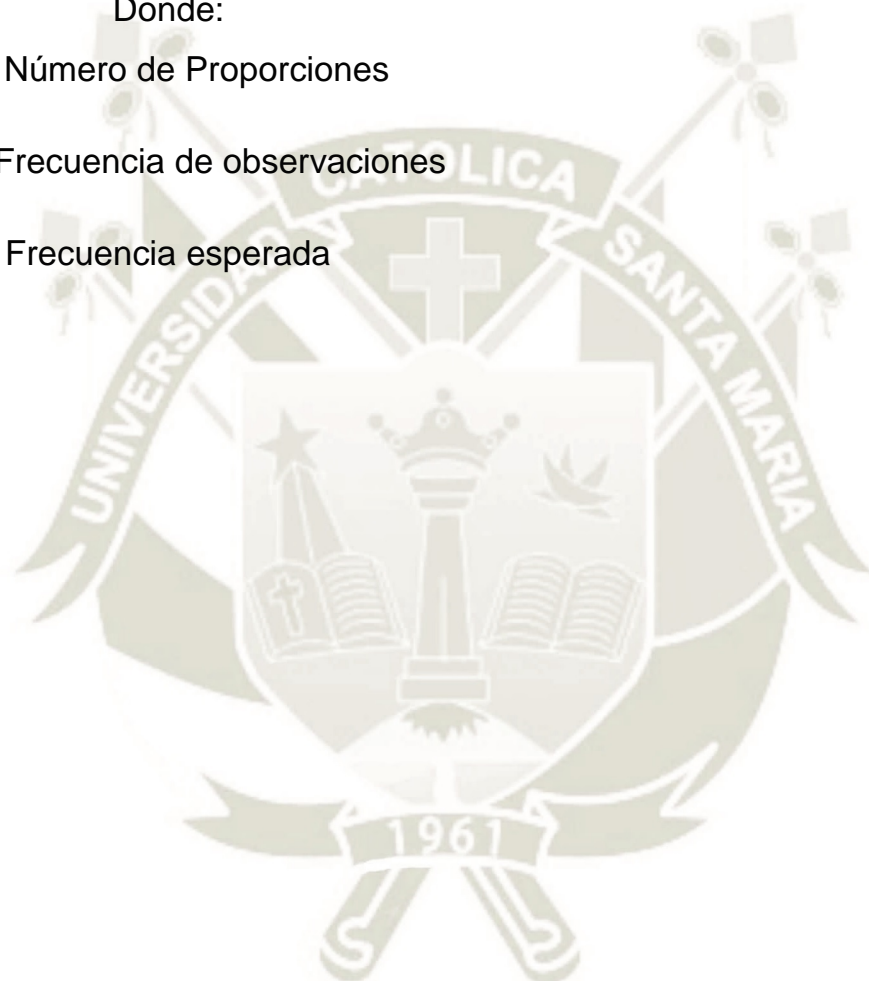 Donde:
Número de Proporciones
Frecuencia de observaciones
Frecuencia esperada
UNIVERSIDAD CATOLICA SANTA MARIA
1961